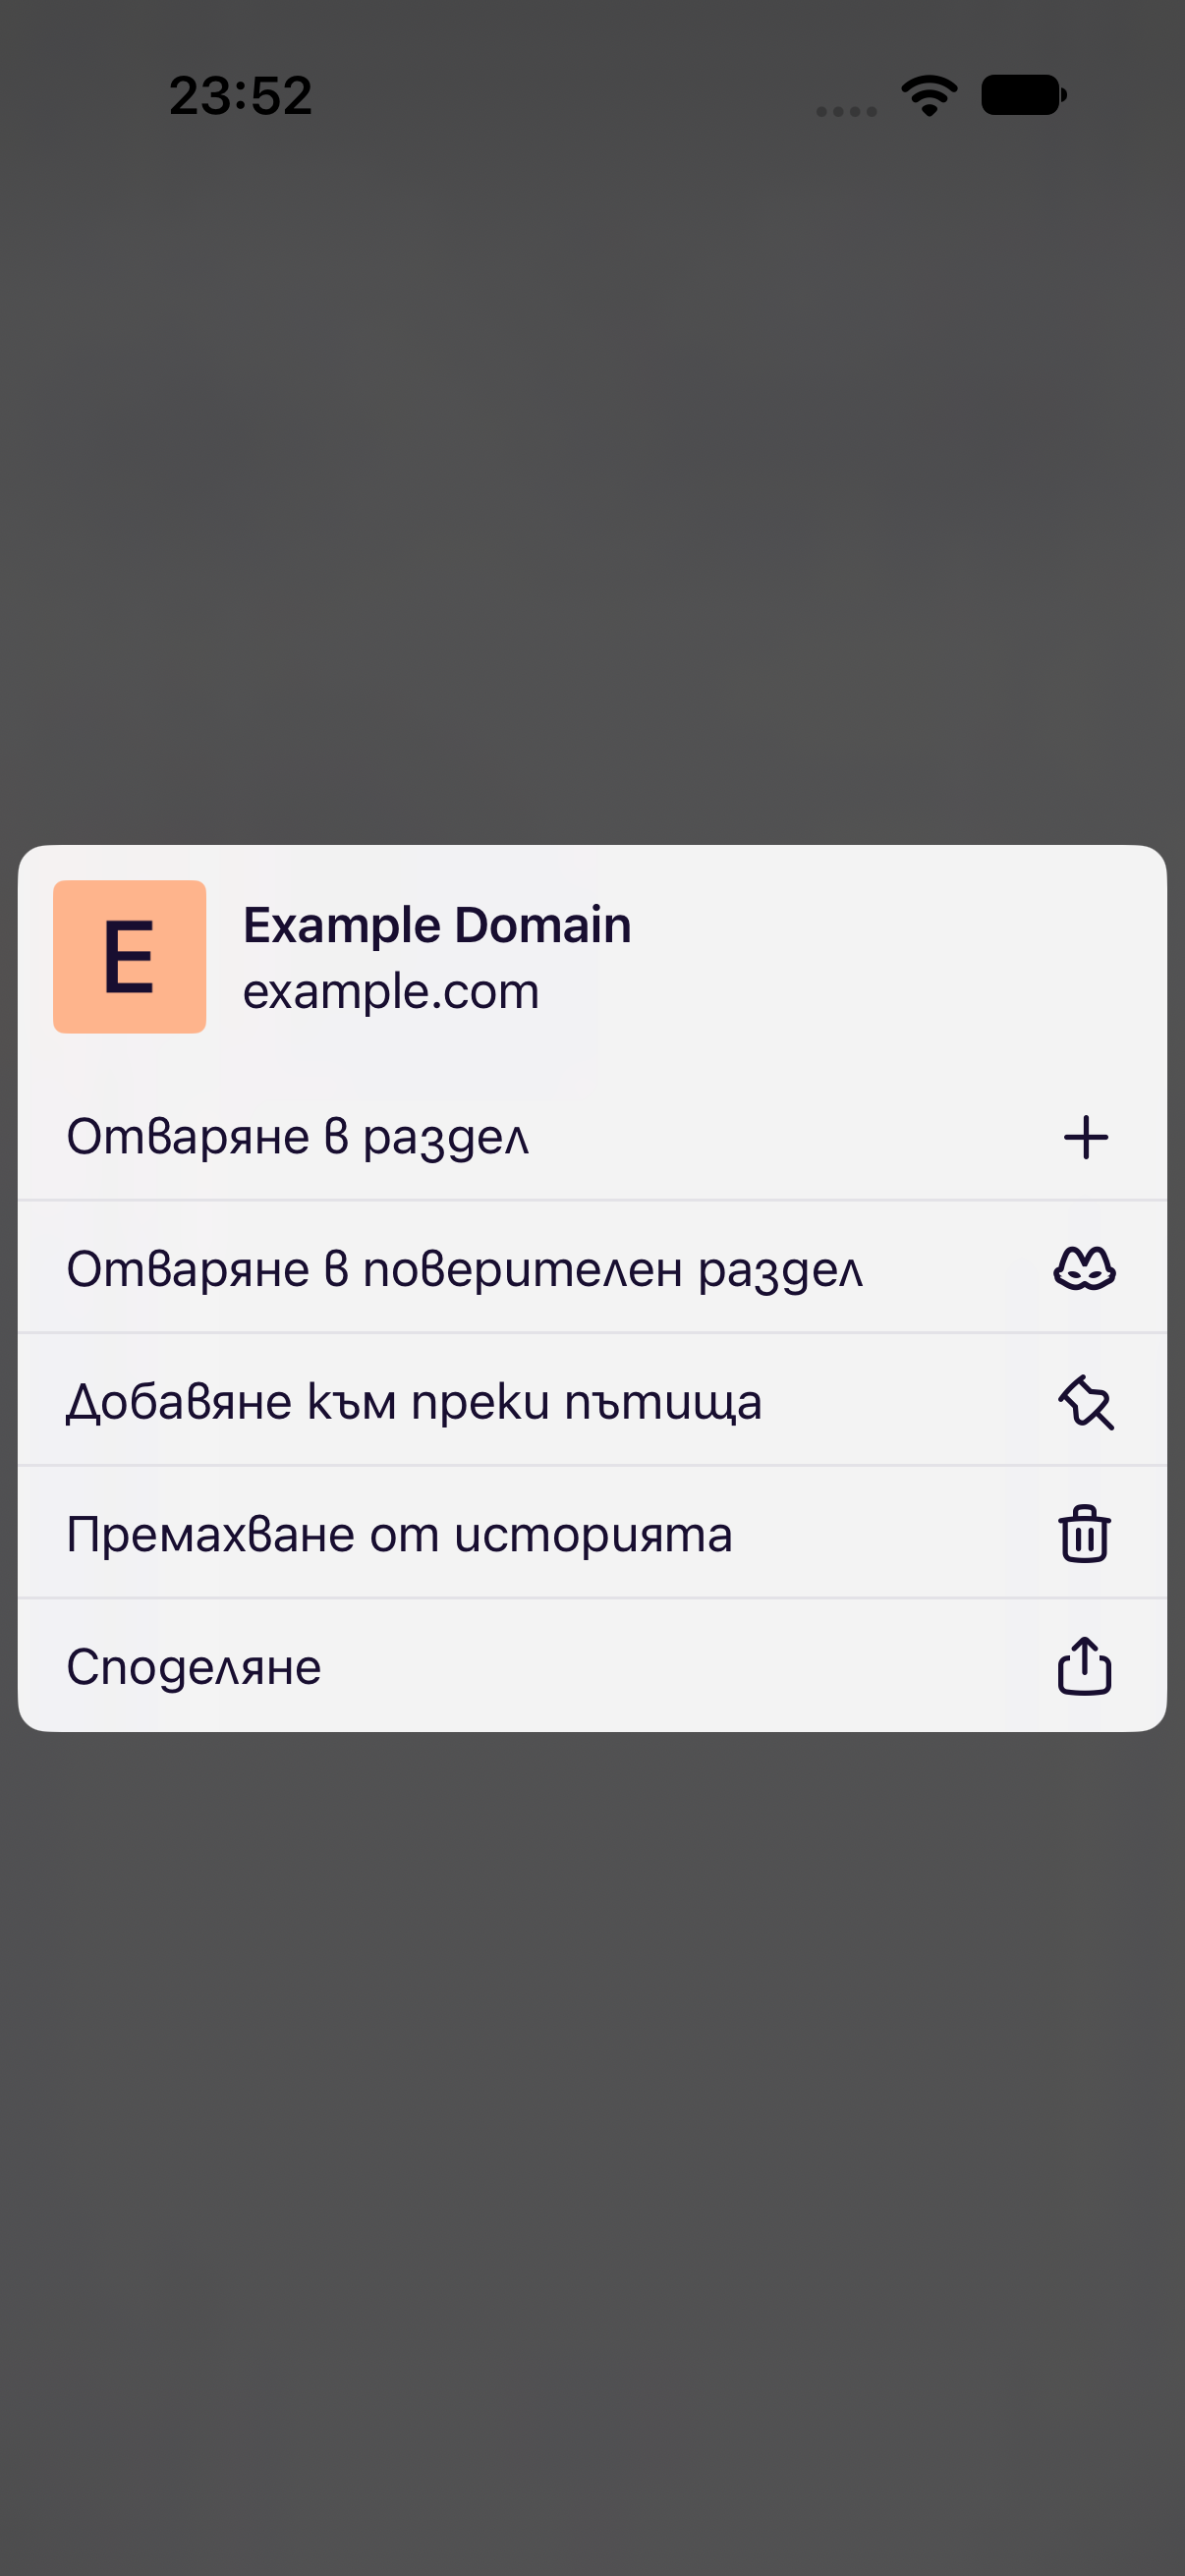 23:52
E
Example Domain
example.com
Отваряне в раздел
Отваряне в поверителен раздел
Добавяне към преки пътища
Премахване от историята
Споделяне